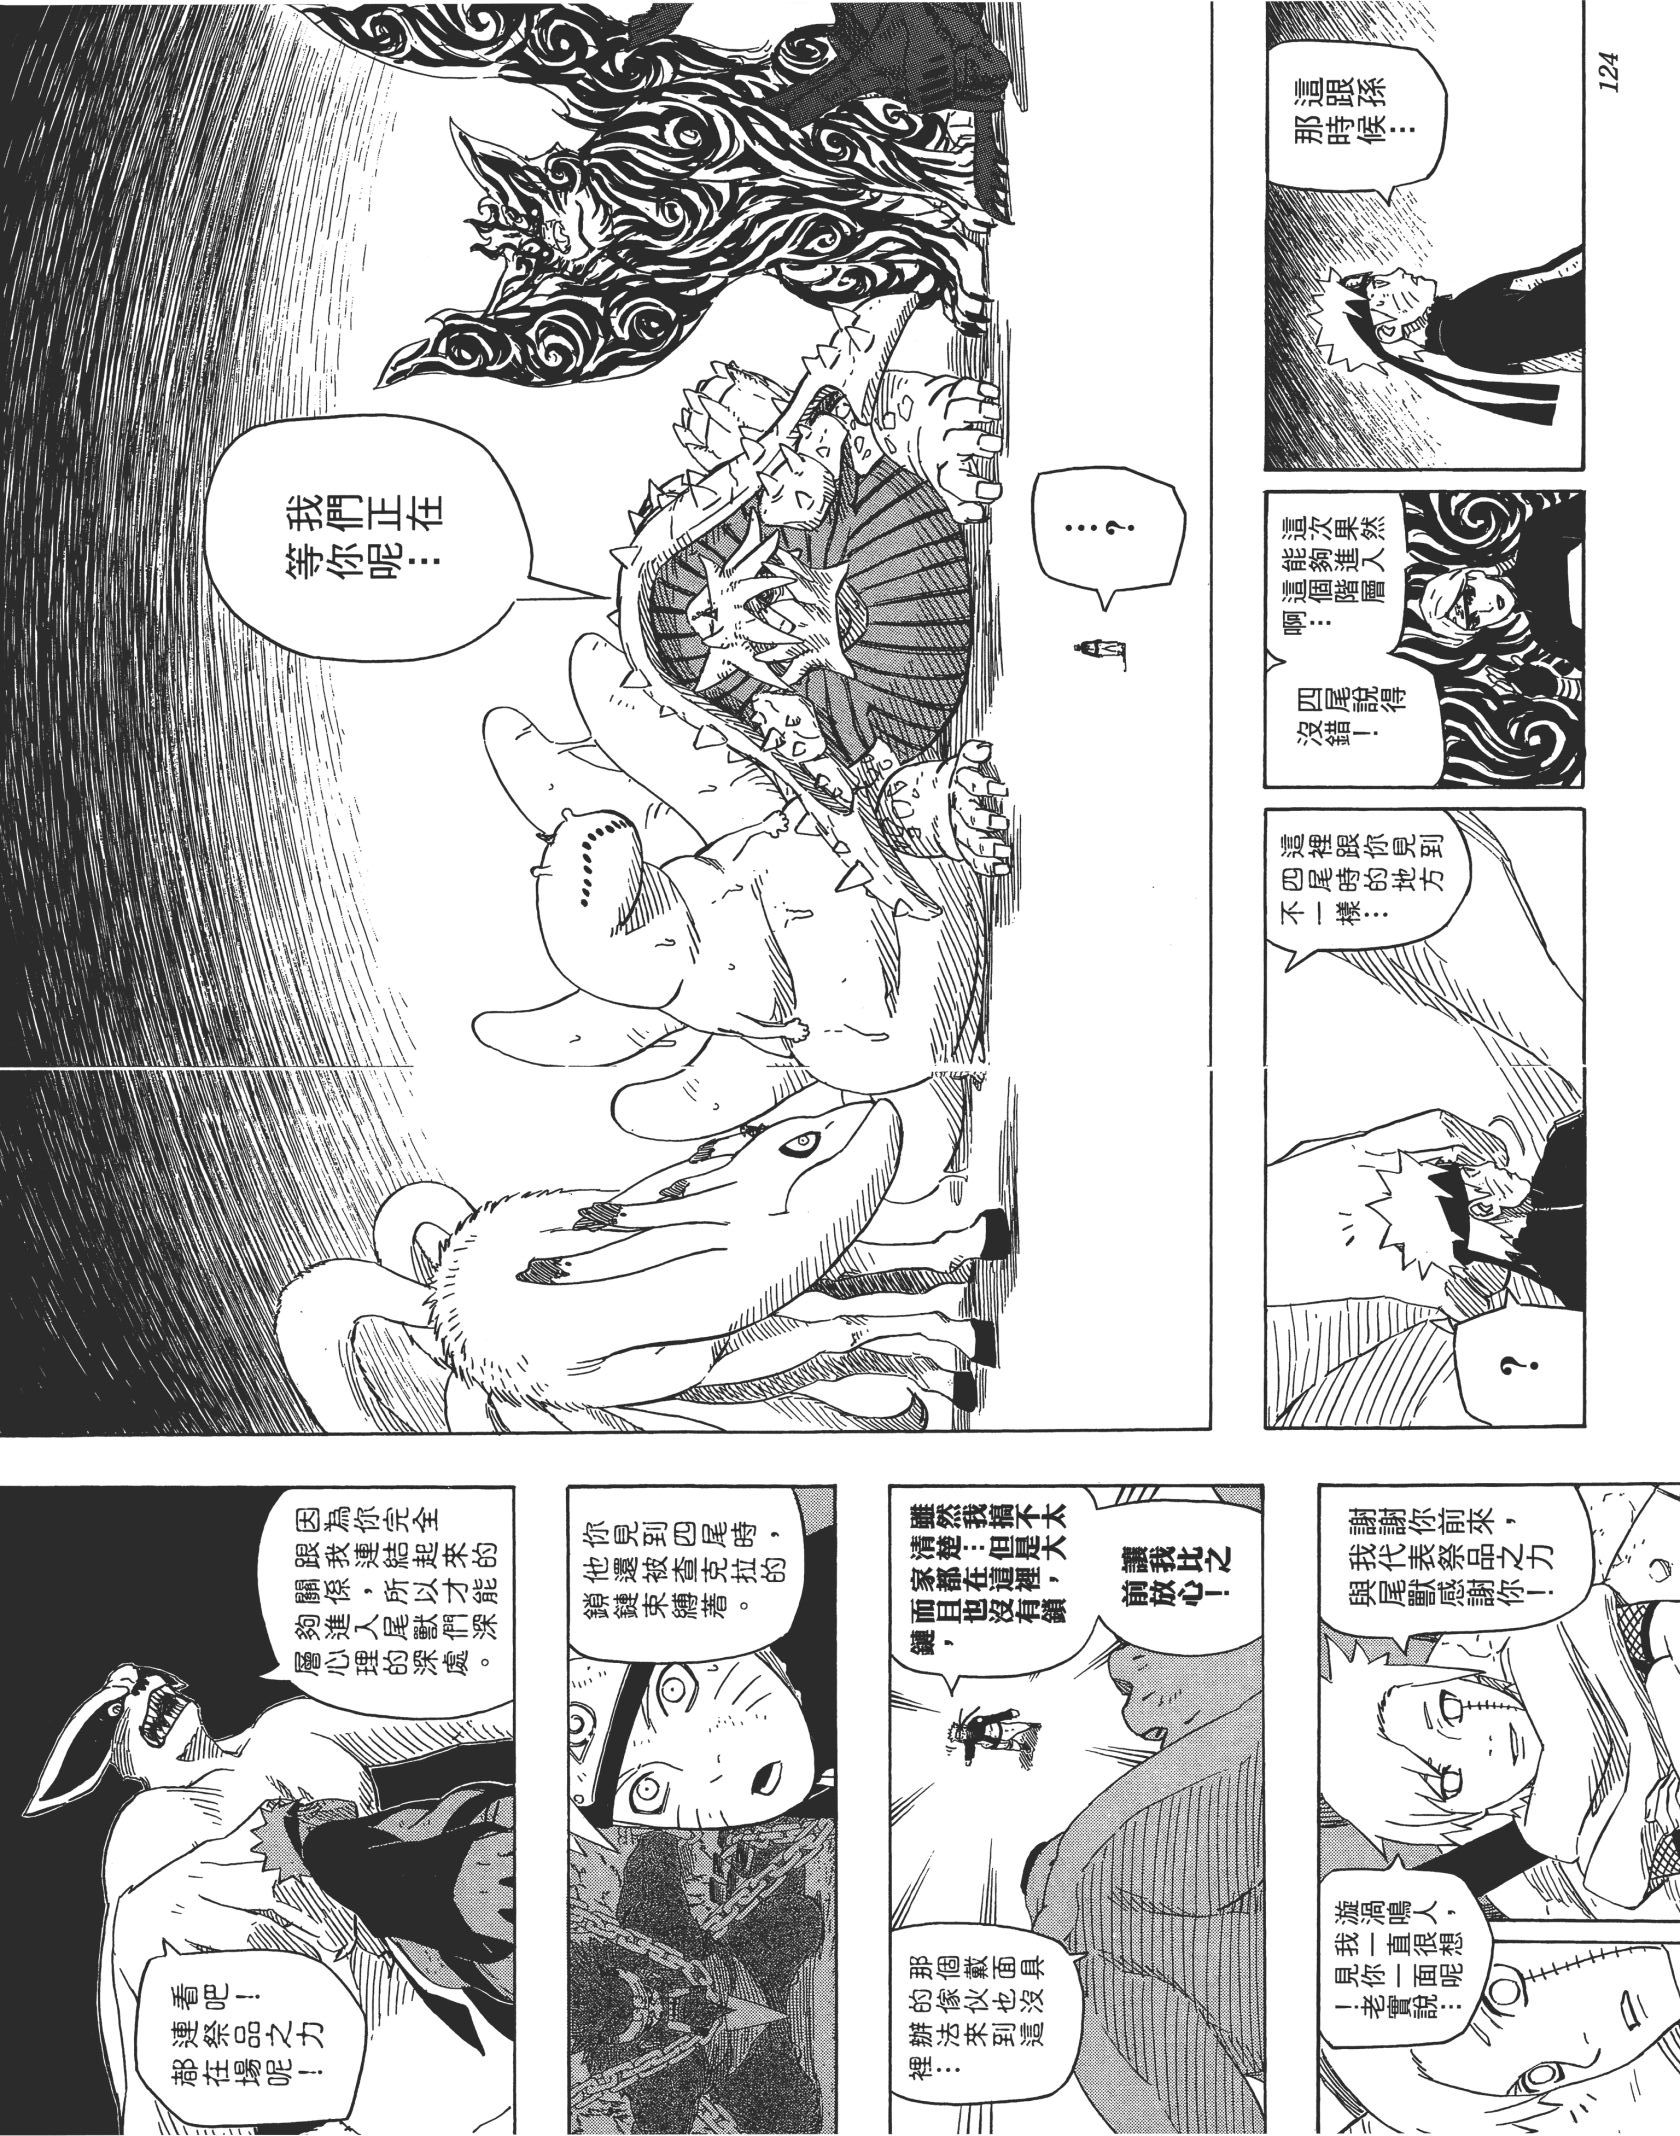 我們正在
等你呢…
…?
這跟孫
那時候…
這次果然
能夠進入
這個階層
啊…
四尾說得
沒錯!
這裡跟你見到
四尾時的地方
不一樣…
?
124
因為你完全
跟我連結起來的
關係,所以才能
夠進入尾獸們深
層心理的深處。
看吧!
連祭品之力
都在場呢!
你見到四尾時,
他還被查克拉的
鎖鏈束縛著。
雖然我搞不太
清楚…但是大
家都在這裡,
而且也沒有鎖
鏈,
讓我比之
前放心!
那個戴面具
的傢伙也沒
辦法來到這
裡…
謝謝你前來,
我代表祭品之力
與尾獸感謝你!
漩渦鳴人,
我一直很想
見你一面呢
!老實說…